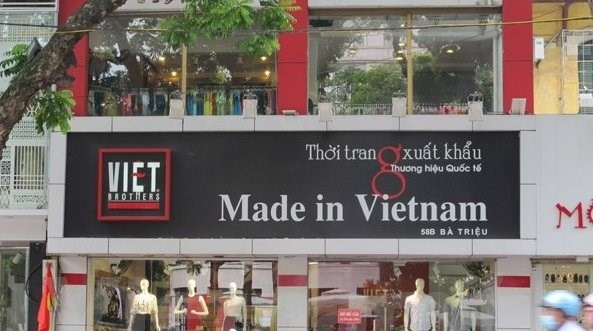 VIET
BROTHERS
Thời trang xuất khẩu
Thương hiệu Quốc tế
Made in Vietnam
58B BÀ TRIỆU